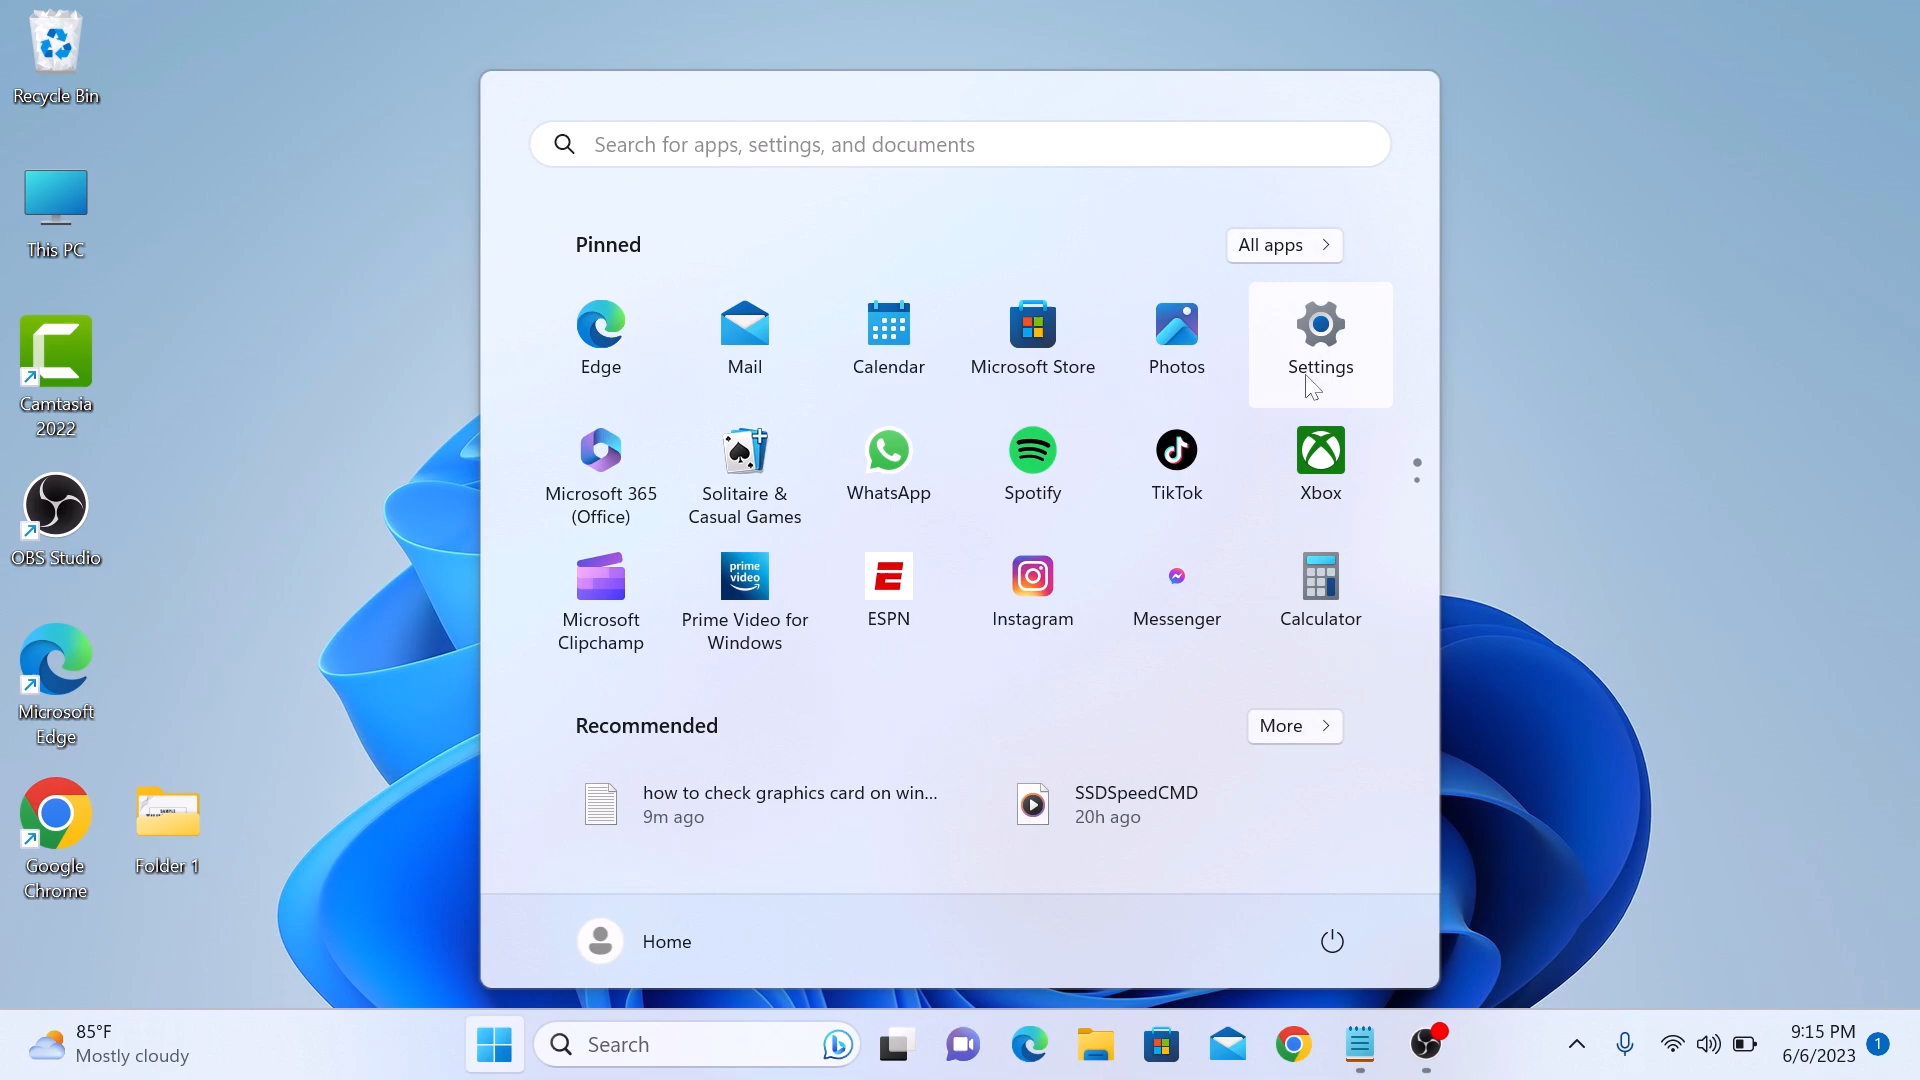 Recycle Bin
This PC
Camtasia
2022
OBS Studio
Microsoft
Edge
Google
Chrome
Folder 1
Search for apps, settings, and documents
Pinned
All apps
Edge
Mail
Calendar
Microsoft Store
Photos
Settings
Microsoft 365
(Office)
Solitaire &
Casual Games
WhatsApp
Spotify
TikTok
Xbox
prime
video
Microsoft
Clipchamp
Prime Video for
Windows
ESPN
Instagram
Messenger
Calculator
Recommended
More
how to check graphics card on win...
9m ago
SSDSpeedCMD
20h ago
Home
85°F
Mostly cloudy
Search
9:15 PM
6/6/2023
1